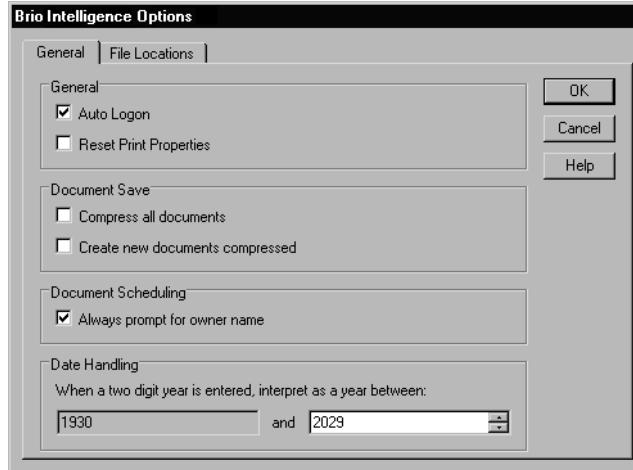 Brio Intelligence Options
General File Locations
General
Auto Logon
Reset Print Properties
OK
Cancel
Help
Document Save
Compress all documents
Create new documents compressed
Document Scheduling
Always prompt for owner name
Date Handling
When a two digit year is entered, interpret as a year between:
1930 and 2029